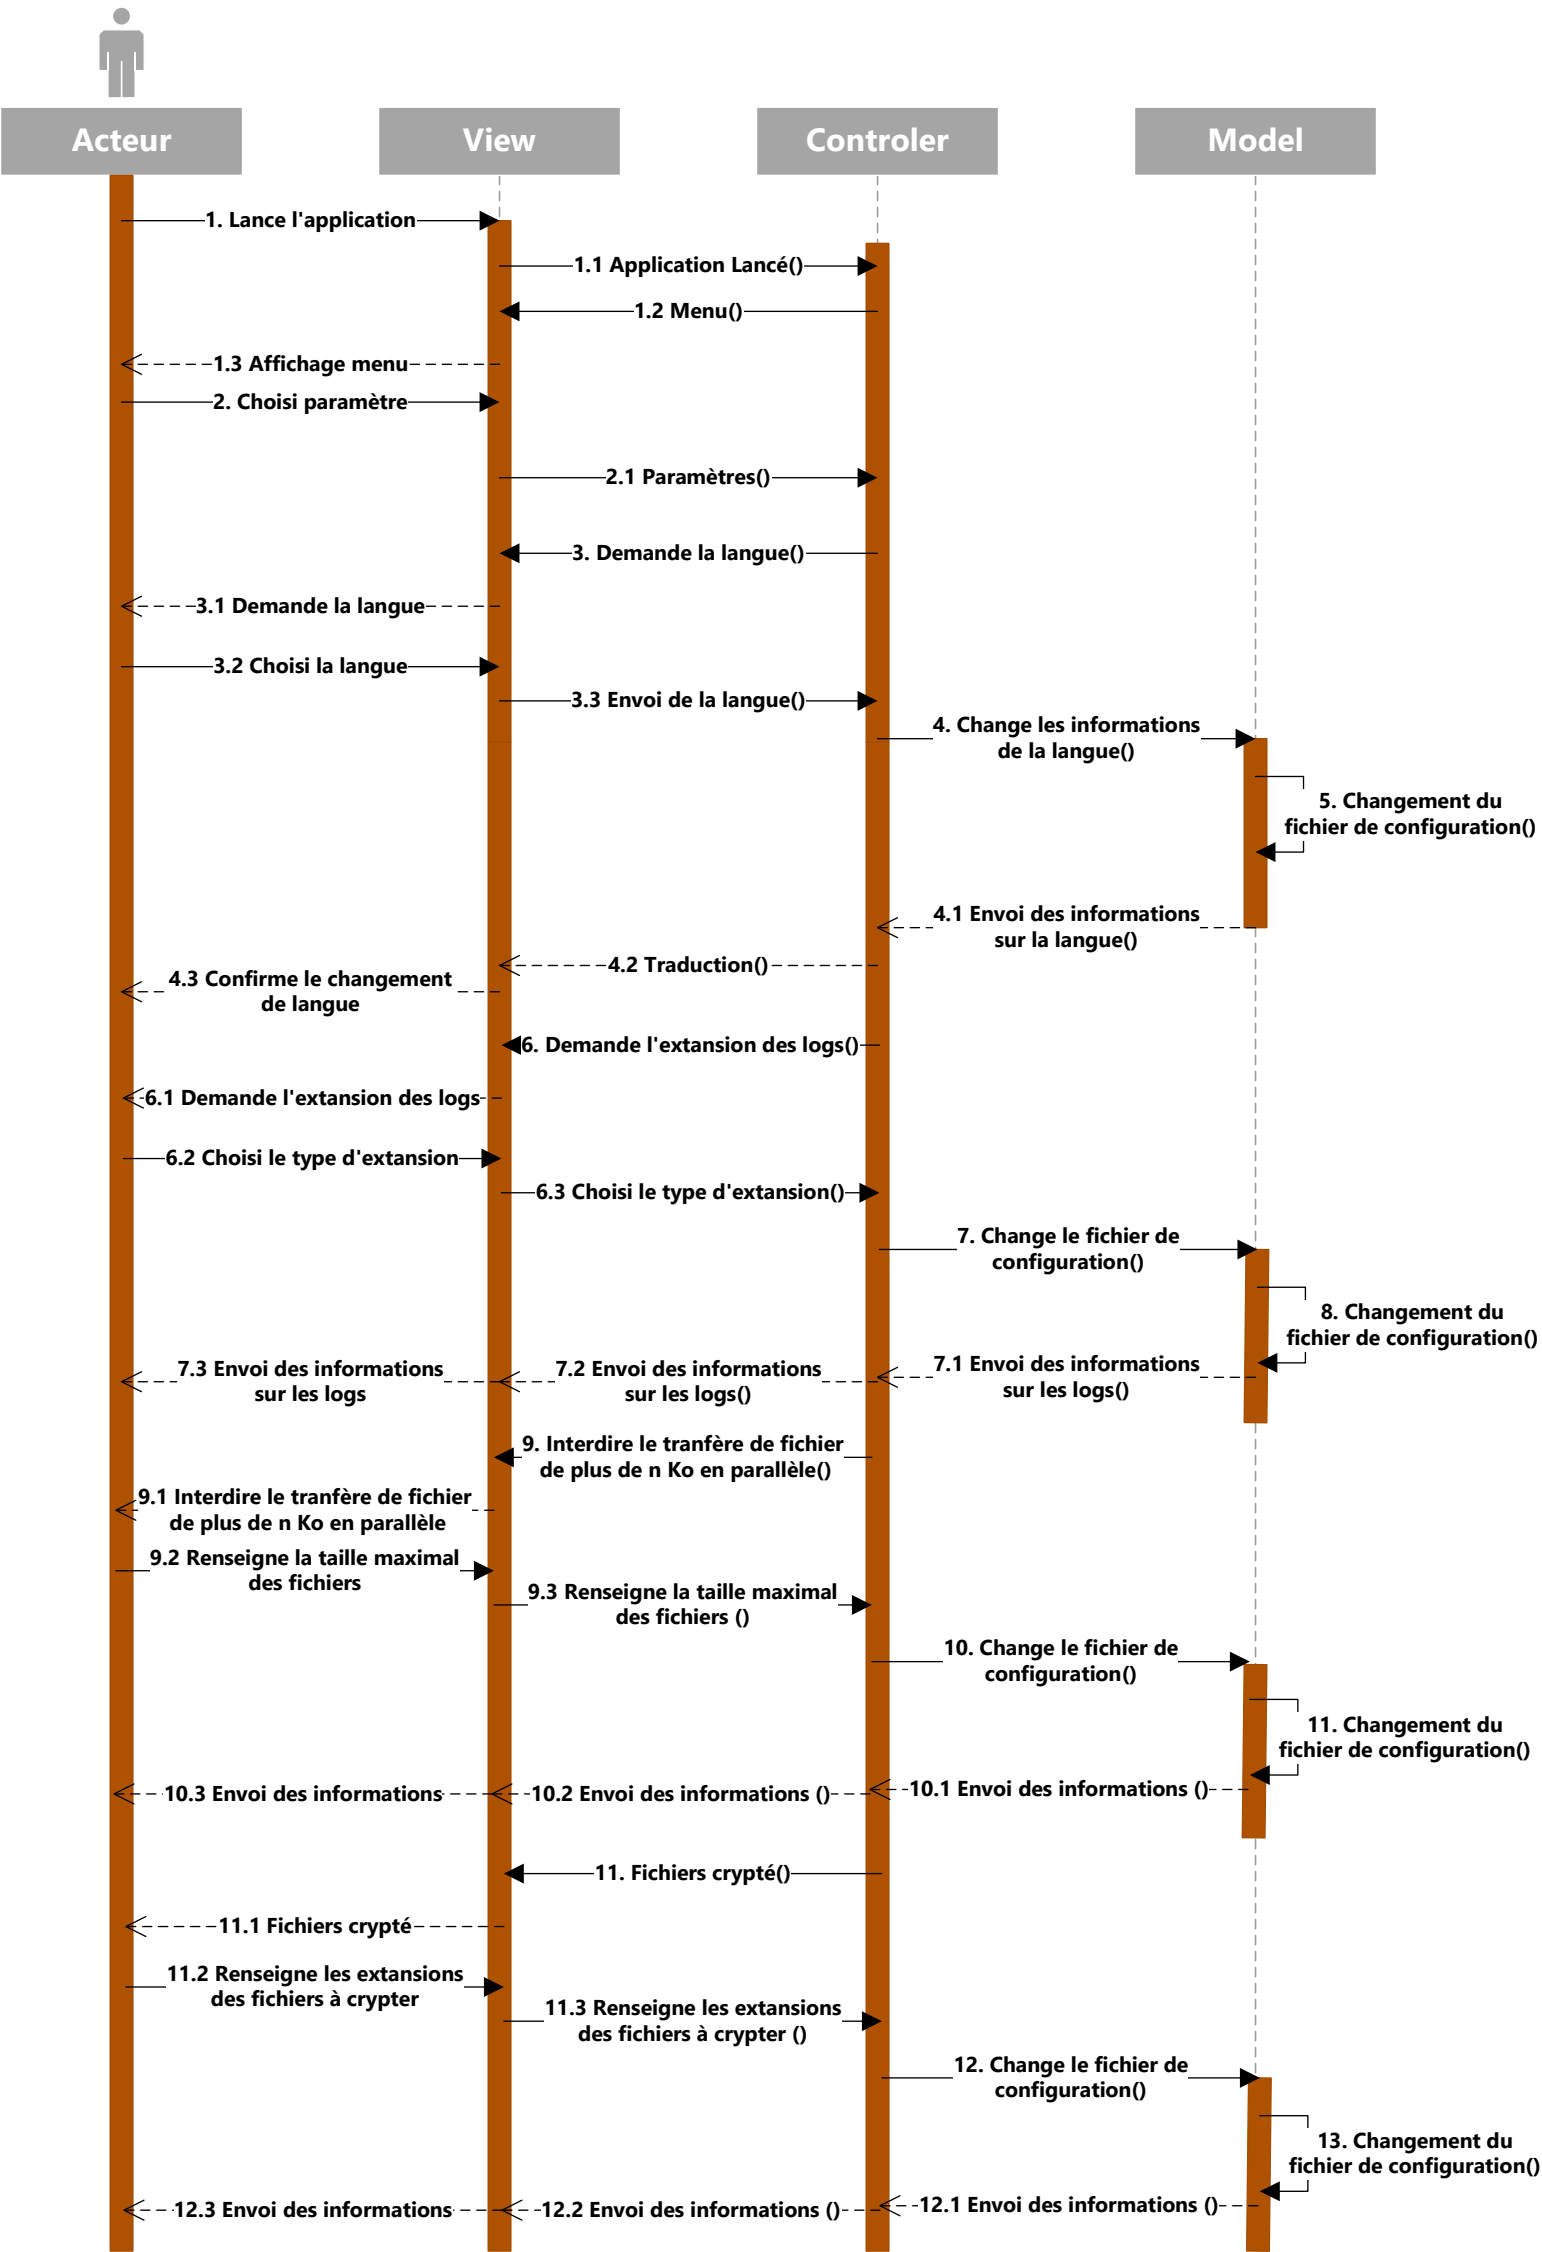 Acteur
View
Controler
Model
1. Lance l'application
1.1 Application Lancé()
1.2 Menu()
1.3 Affichage menu
2. Choisi paramètre
2.1 Paramètres()
3. Demande la langue()
3.1 Demande la langue
3.2 Choisi la langue
3.3 Envoi de la langue()
4. Change les informations
de la langue()
5. Changement du
fichier de configuration()
4.1 Envoi des informations
sur la langue()
4.2 Traduction()
4.3 Confirme le changement
de langue
6. Demande l'extansion des logs()
6.1 Demande l'extansion des logs
6.2 Choisi le type d'extansion
6.3 Choisi le type d'extansion()
7. Change le fichier de
configuration()
8. Changement du
fichier de configuration()
7.1 Envoi des informations
sur les logs()
7.2 Envoi des informations
sur les logs()
7.3 Envoi des informations
sur les logs
9. Interdire le tranfère de fichier
de plus de n Ko en parallèle()
9.1 Interdire le tranfère de fichier
de plus de n Ko en parallèle
9.2 Renseigne la taille maximal
des fichiers
9.3 Renseigne la taille maximal
des fichiers ()
10. Change le fichier de
configuration()
11. Changement du
fichier de configuration()
10.1 Envoi des informations ()
10.2 Envoi des informations ()
10.3 Envoi des informations
11. Fichiers crypté()
11.1 Fichiers crypté
11.2 Renseigne les extansions
des fichiers à crypter
11.3 Renseigne les extansions
des fichiers à crypter ()
12. Change le fichier de
configuration()
13. Changement du
fichier de configuration()
12.1 Envoi des informations ()
12.2 Envoi des informations ()
12.3 Envoi des informations